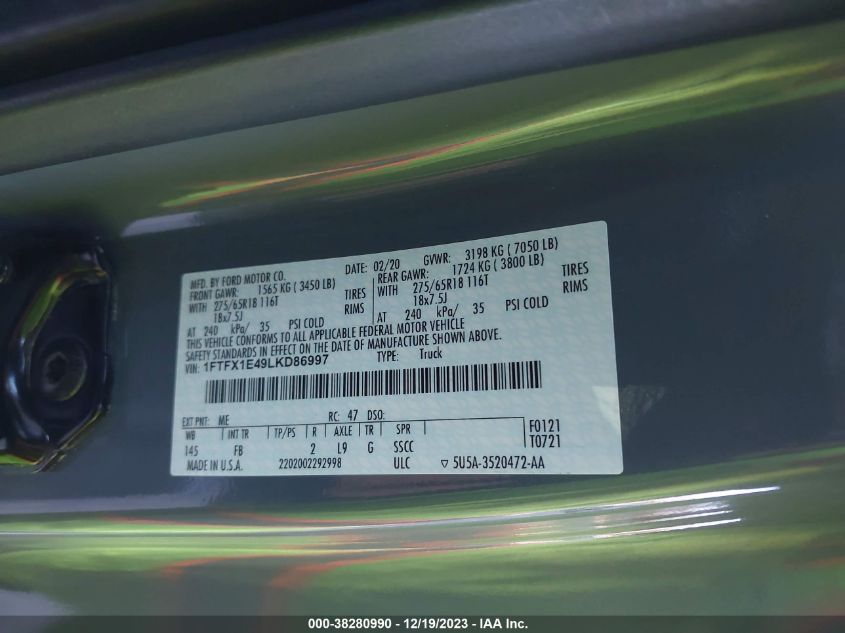 MFD. BY FORD MOTOR CO. DATE: 02/20 GVWR: 3198 KG ( 7050 LB)
FRONT GAWR: 1565 KG ( 3450 LB) REAR GAWR: 1724 KG ( 3800 LB)
WITH 275/65R18 116T TIRES WITH 275/65R18 116T TIRES
18x7.5J RIMS 18x7.5J RIMS
AT 240 kPa/ 35 PSI COLD AT 240 kPa/ 35 PSI COLD
THIS VEHICLE CONFORMS TO ALL APPLICABLE FEDERAL MOTOR VEHICLE
SAFETY STANDARDS IN EFFECT ON THE DATE OF MANUFACTURE SHOWN ABOVE.
VIN: 1FTFX1E49LKD86997 TYPE: Truck
EXT PNT: ME RC: 47 DSO: F0121
WB INT TR TP/PS R AXLE TR SPR T0721
145 FB 2 L9 G SSCC
MADE IN U.S.A. 2202002292998 ULC ▽ 5U5A-3520472-AA
000-38280990 - 12/19/2023 - IAA Inc.